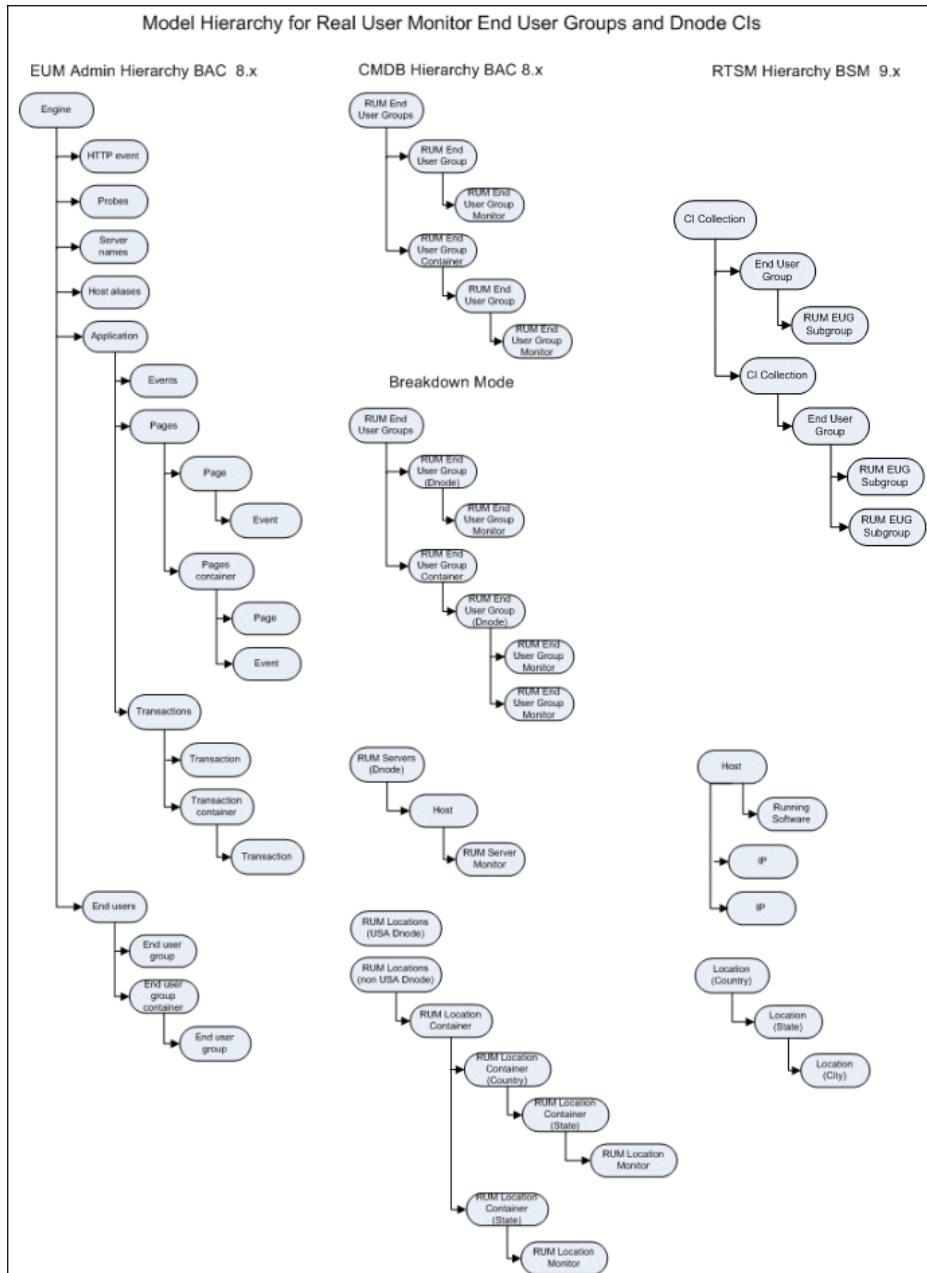 Model Hierarchy for Real User Monitor End User Groups and Dnode CIs
EUM Admin Hierarchy BAC 8.x
Engine
HTTP event
Probes
Server
names
Host aliases
Application
Events
Pages
Page
Event
Pages
container
Page
Event
Transactions
Transaction
Transaction
container
Transaction
End users
End user
group
End user
group
container
End user
group
CMDB Hierarchy BAC 8.x
RUM End
User Groups
RUM End
User Group
RUM End
User Group
Monitor
RUM End
User Group
Container
RUM End
User Group
RUM End
User Group
Monitor
Breakdown Mode
RUM End
User Groups
RUM End
User Group
(Dnode)
RUM End
User Group
Monitor
RUM End
User Group
Container
RUM End
User Group
(Dnode)
RUM End
User Group
Monitor
RUM End
User Group
Monitor
RUM Servers
(Dnode)
Host
RUM Server
Monitor
RUM Locations
(USA Dnode)
RUM Locations
(non USA Dnode)
RUM Location
Container
RUM Location
Container
(Country)
RUM Location
Container
(State)
RUM Location
Monitor
RUM Location
Container
(State)
RUM Location
Monitor
RTSM Hierarchy BSM 9.x
CI Collection
End User
Group
RUM EUG
Subgroup
CI Collection
End User
Group
RUM EUG
Subgroup
RUM EUG
Subgroup
Host
Running
Software
IP
IP
Location
(Country)
Location
(State)
Location
(City)